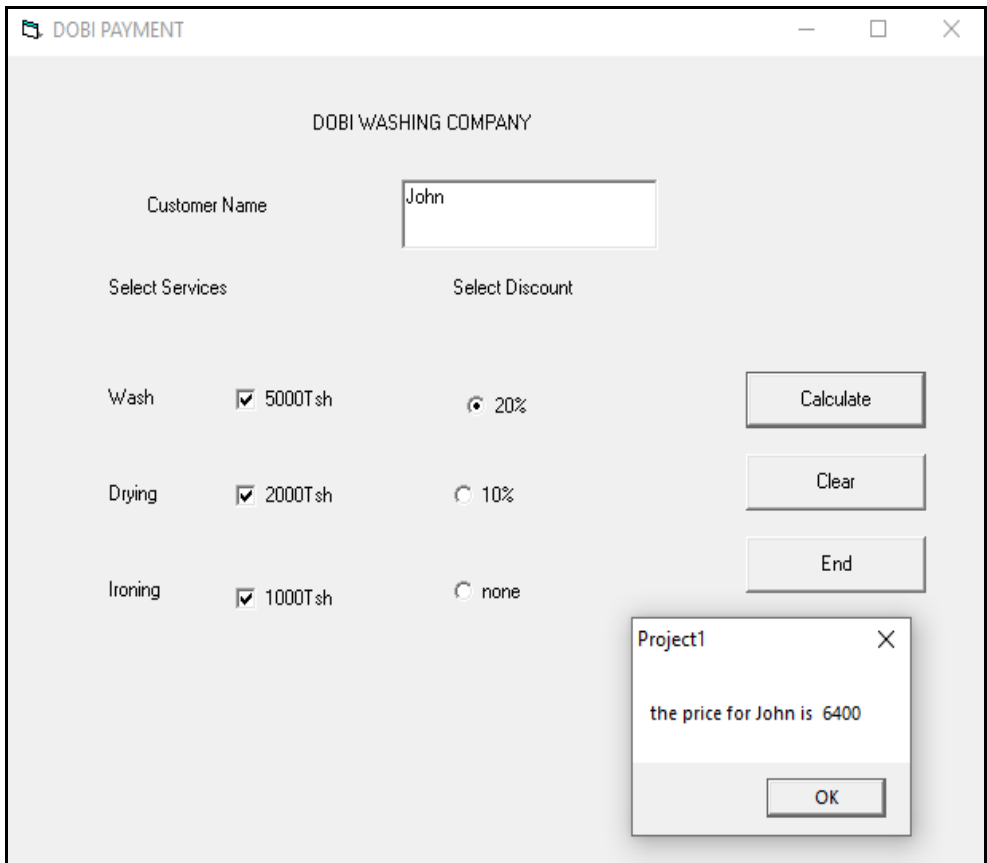 DOBI PAYMENT
DOBI WASHING COMPANY
Customer Name
John
Select Services
Select Discount
Wash
5000Tsh
20%
Calculate
Drying
2000Tsh
10%
Clear
Ironing
1000Tsh
none
End
Project1
the price for John is 6400
OK